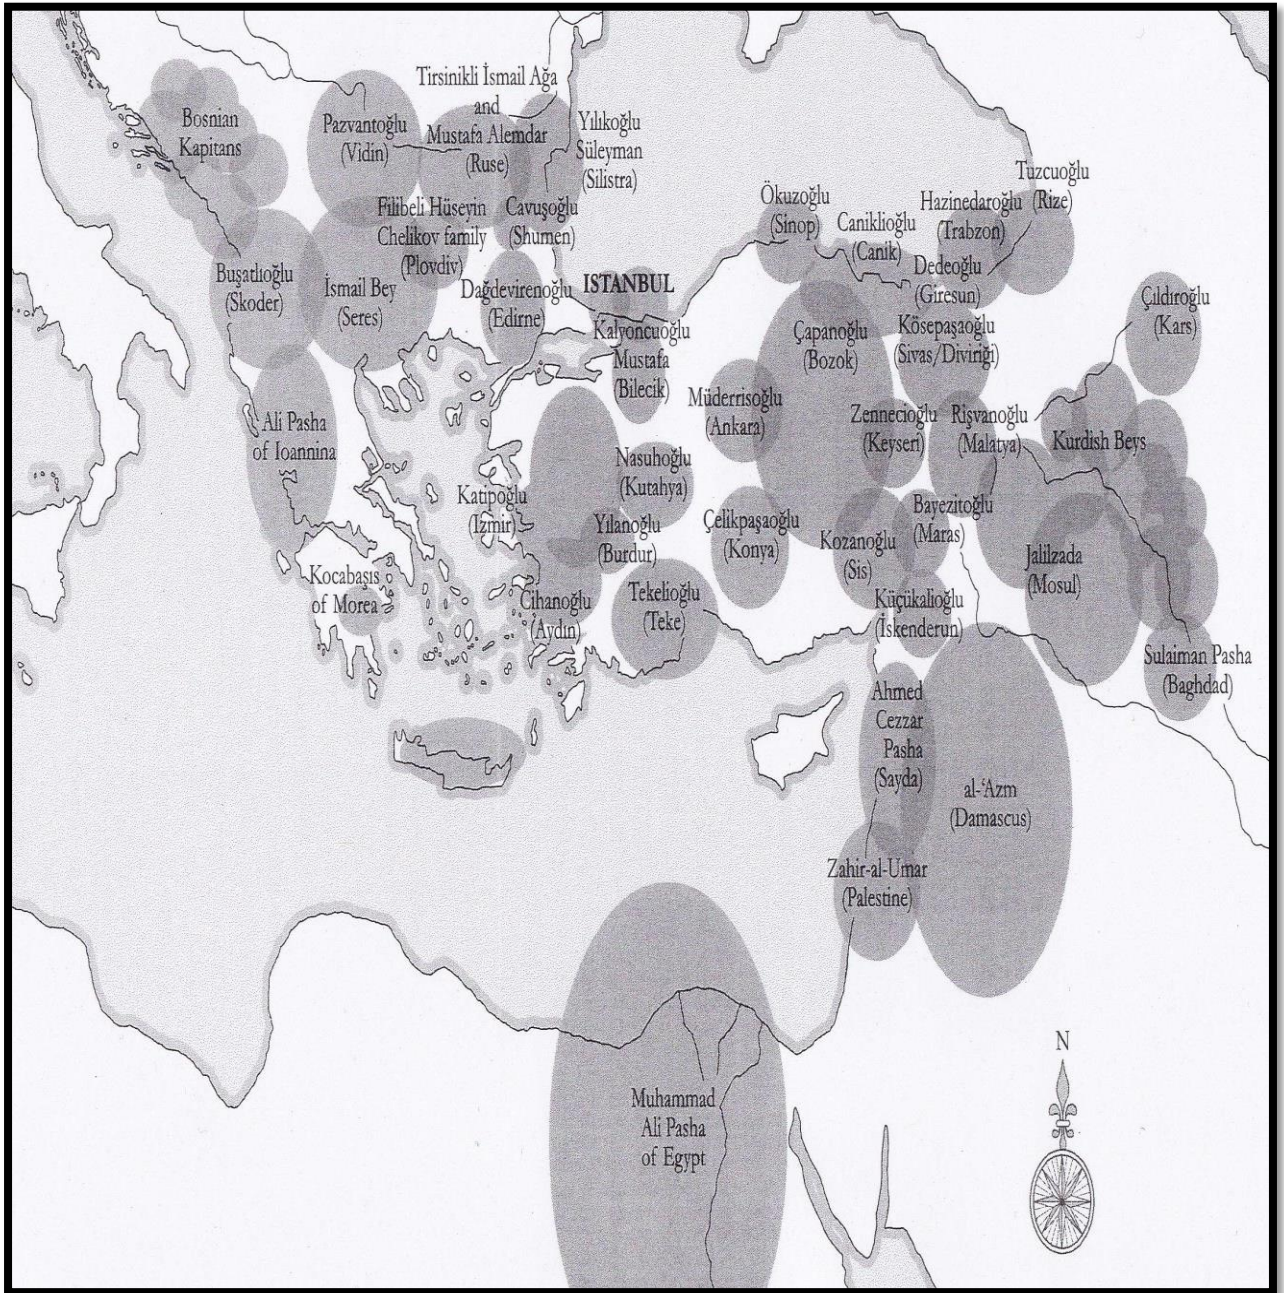 Tirsinikli İsmail Ağa
and
Mustafa Alemdar
(Ruse)
Bosnian
Kapitans
Pazvantoğlu
(Vidin)
Yılıkoğlu
Süleyman
(Silistra)
Filibeli Hüseyin
Chelikov family
(Plovdiv)
Cavuşoğlu
(Shumen)
Ökuzoğlu
(Sinop)
Caniklioğlu
(Canik)
Hazinedaroğlu
(Trabzon)
Tuzcuoğlu
(Rize)
Dedeoğlu
(Giresun)
Buşatlıoğlu
(Skoder)
İsmail Bey
(Seres)
Dağdevirenoğlu
(Edirne)
ISTANBUL
Kalyoncuoğlu
Mustafa
(Bilecik)
Çapanoğlu
(Bozok)
Kösepaşaoğlu
(Sivas/Diviriği)
Çıldıroğlu
(Kars)
Müderrisoğlu
(Ankara)
Zennecioğlu
(Keyseri)
Rişvanoğlu
(Malatya)
Kurdish Beys
Ali Pasha
of Ioannina
Nasuhoğlu
(Kutahya)
Katipoğlu
(Izmir)
Yılanoğlu
(Burdur)
Çelikpaşaoğlu
(Konya)
Kozanoğlu
(Sis)
Bayezitoğlu
(Maras)
Jalilzada
(Mosul)
Kocabaşıs
of Morea
Cihanoğlu
(Aydın)
Tekelioğlu
(Teke)
Küçükalioğlu
(İskenderun)
Sulaiman Pasha
(Baghdad)
Ahmed
Cezzar
Pasha
(Sayda)
al-‘Azm
(Damascus)
Zahir-al-Umar
(Palestine)
N
Muhammad
Ali Pasha
of Egypt